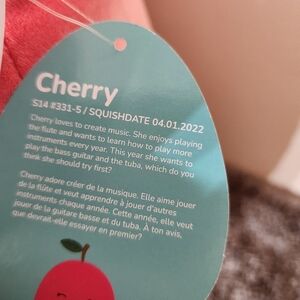 Cherry
S14 #331-5 / SQUISHDATE 04.01.2022
Cherry loves to create music. She enjoys playing
the flute and wants to learn how to play more
instruments every year. This year she wants to
play the bass guitar and the tuba, which do you
think she should try first?
Cherry adore créer de la musique. Elle aime jouer
de la flûte et veut apprendre à jouer d'autres
instruments chaque année. Cette année, elle veut
jouer de la guitare basse et du tuba. À ton avis,
que devrait-elle essayer en premier?